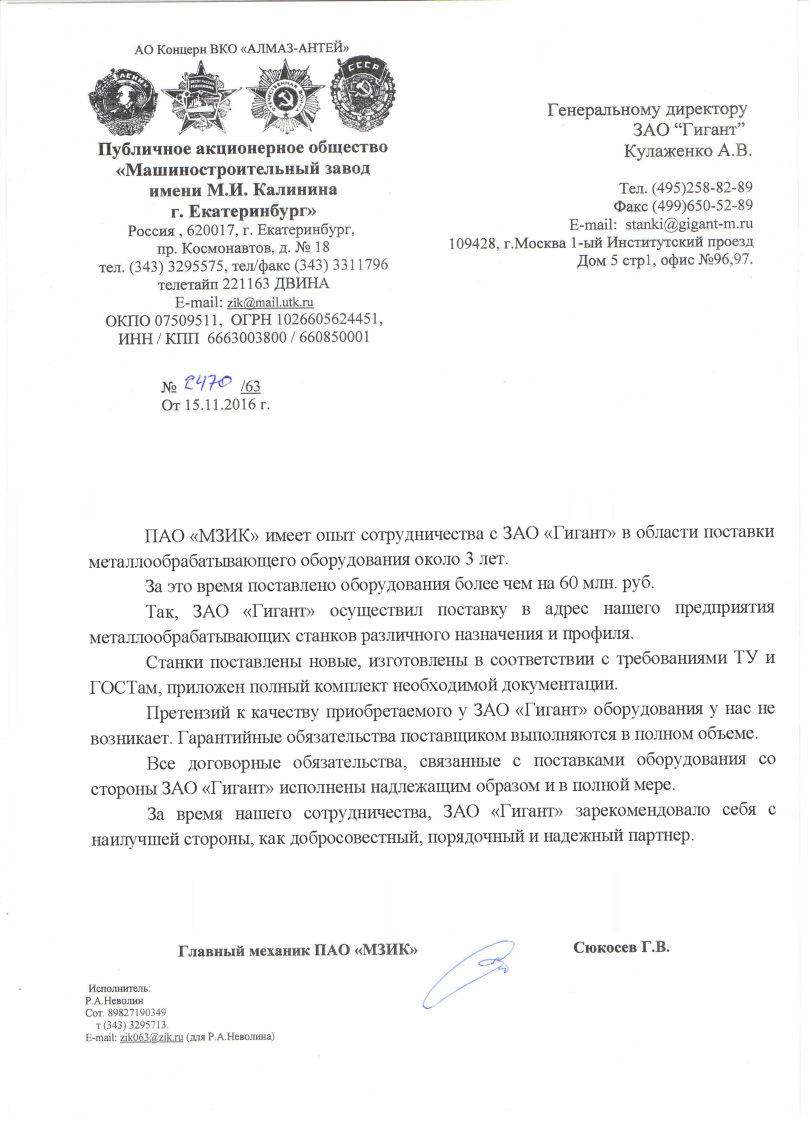 АО Концерн ВКО «АЛМАЗ-АНТЕЙ»
ЛЕНИН
СССР
Публичное акционерное общество
«Машиностроительный завод
имени М.И. Калинина
г. Екатеринбург»
Россия , 620017, г. Екатеринбург,
пр. Космонавтов, д. № 18
тел. (343) 3295575, тел/факс (343) 3311796
телетайп 221163 ДВИНА
E-mail: zik@mail.utk.ru
ОКПО 07509511, ОГРН 1026605624451,
ИНН / КПП 6663003800 / 660850001
№ 2470 /63
От 15.11.2016 г.
Генеральному директору
ЗАО “Гигант”
Кулаженко А.В.
Тел. (495)258-82-89
Факс (499)650-52-89
E-mail: stanki@gigant-m.ru
109428, г.Москва 1-ый Институтский проезд
Дом 5 стр1, офис №96,97.
ПАО «МЗИК» имеет опыт сотрудничества с ЗАО «Гигант» в области поставки
металлообрабатывающего оборудования около 3 лет.
За это время поставлено оборудования более чем на 60 млн. руб.
Так, ЗАО «Гигант» осуществил поставку в адрес нашего предприятия
металлообрабатывающих станков различного назначения и профиля.
Станки поставлены новые, изготовлены в соответствии с требованиями ТУ и
ГОСТам, приложен полный комплект необходимой документации.
Претензий к качеству приобретаемого у ЗАО «Гигант» оборудования у нас не
возникает. Гарантийные обязательства поставщиком выполняются в полном объеме.
Все договорные обязательства, связанные с поставками оборудования со
стороны ЗАО «Гигант» исполнены надлежащим образом и в полной мере.
За время нашего сотрудничества, ЗАО «Гигант» зарекомендовало себя с
наилучшей стороны, как добросовестный, порядочный и надежный партнер.
Главный механик ПАО «МЗИК» Сюкосев Г.В.
Исполнитель:
Р.А.Неволин
Сот. 89827190349
т (343) 3295713.
E-mail: zik063@zik.ru (для Р.А.Неволина)